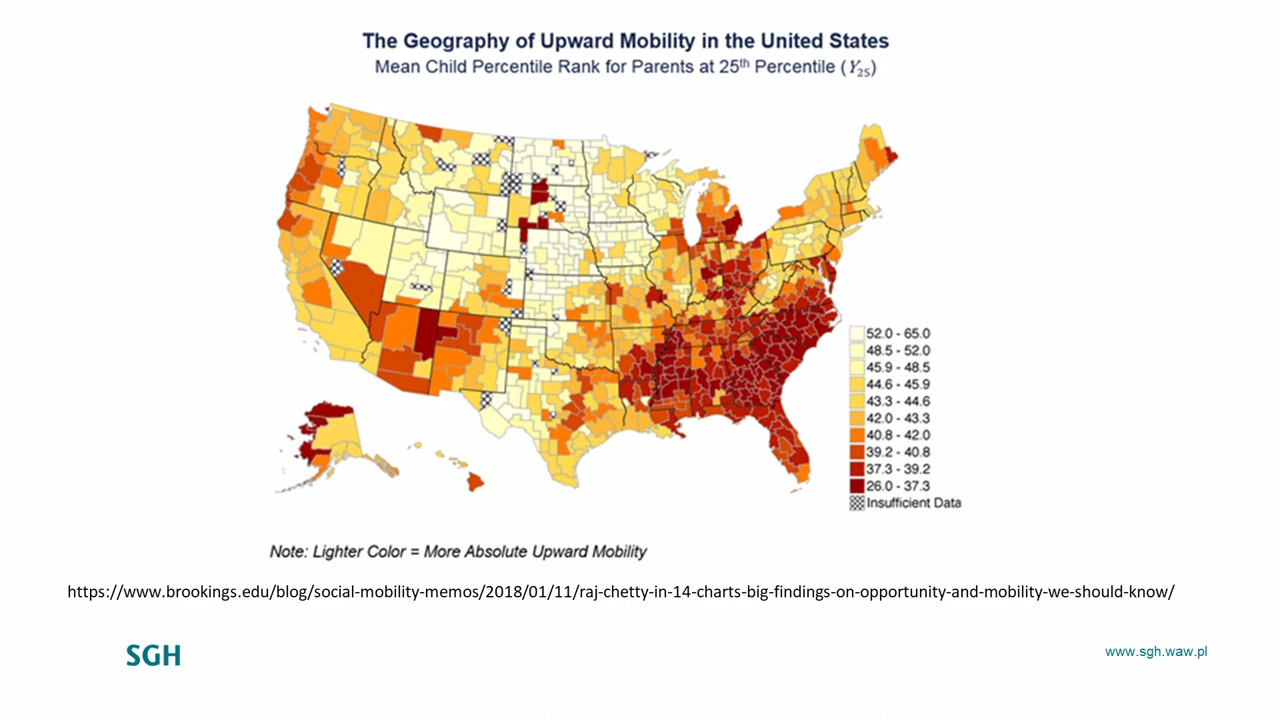 The Geography of Upward Mobility in the United States
Mean Child Percentile Rank for Parents at 25th Percentile (Y25)
52.0 - 65.0
48.5 - 52.0
45.9 - 48.5
44.6 - 45.9
43.3 - 44.6
42.0 - 43.3
40.8 - 42.0
39.2 - 40.8
37.3 - 39.2
26.0 - 37.3
Insufficient Data
Note: Lighter Color = More Absolute Upward Mobility
https://www.brookings.edu/blog/social-mobility-memos/2018/01/11/raj-chetty-in-14-charts-big-findings-on-opportunity-and-mobility-we-should-know/
SGH
www.sgh.waw.pl